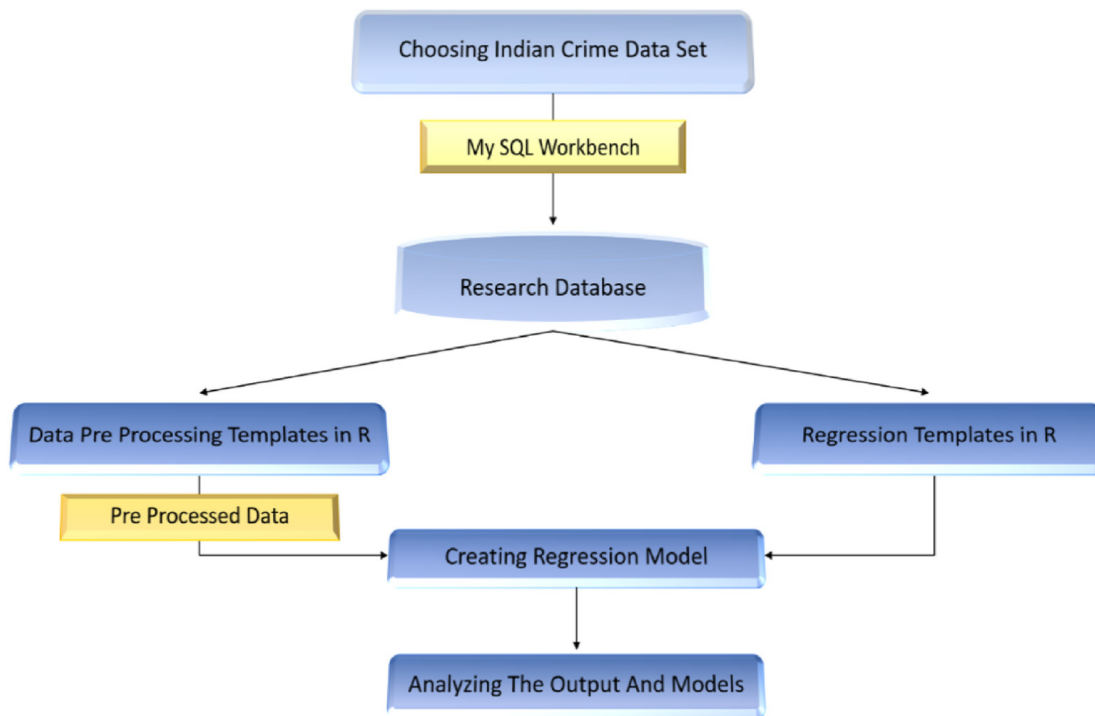 Choosing Indian Crime Data Set
My SQL Workbench
Research Database
Data Pre Processing Templates in R
Regression Templates in R
Pre Processed Data
Creating Regression Model
Analyzing The Output And Models